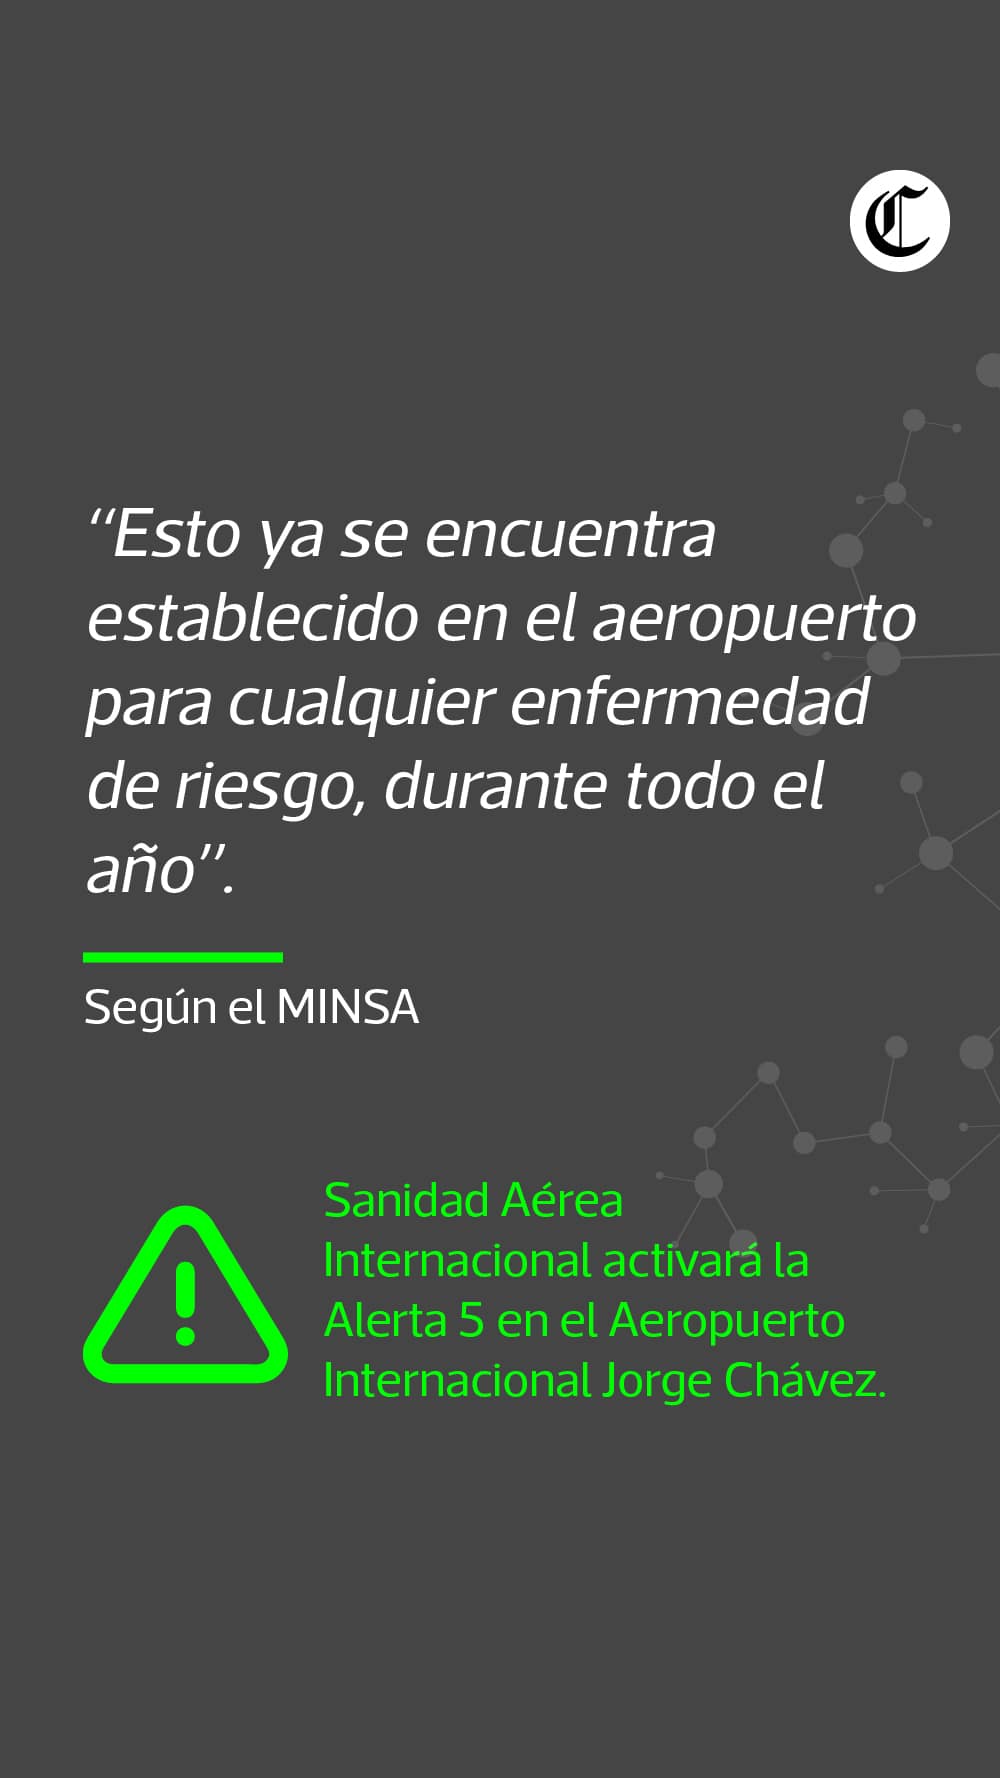 C
“Esto ya se encuentra
establecido en el aeropuerto
para cualquier enfermedad
de riesgo, durante todo el
año”.
Según el MINSA
Sanidad Aérea
Internacional activará la
Alerta 5 en el Aeropuerto
Internacional Jorge Chávez.